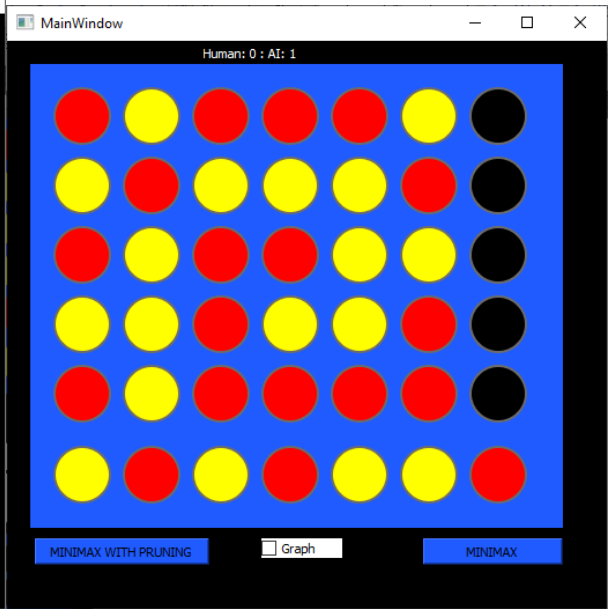 MainWindow
Human: 0 : AI: 1
MINIMAX WITH PRUNING
Graph
MINIMAX